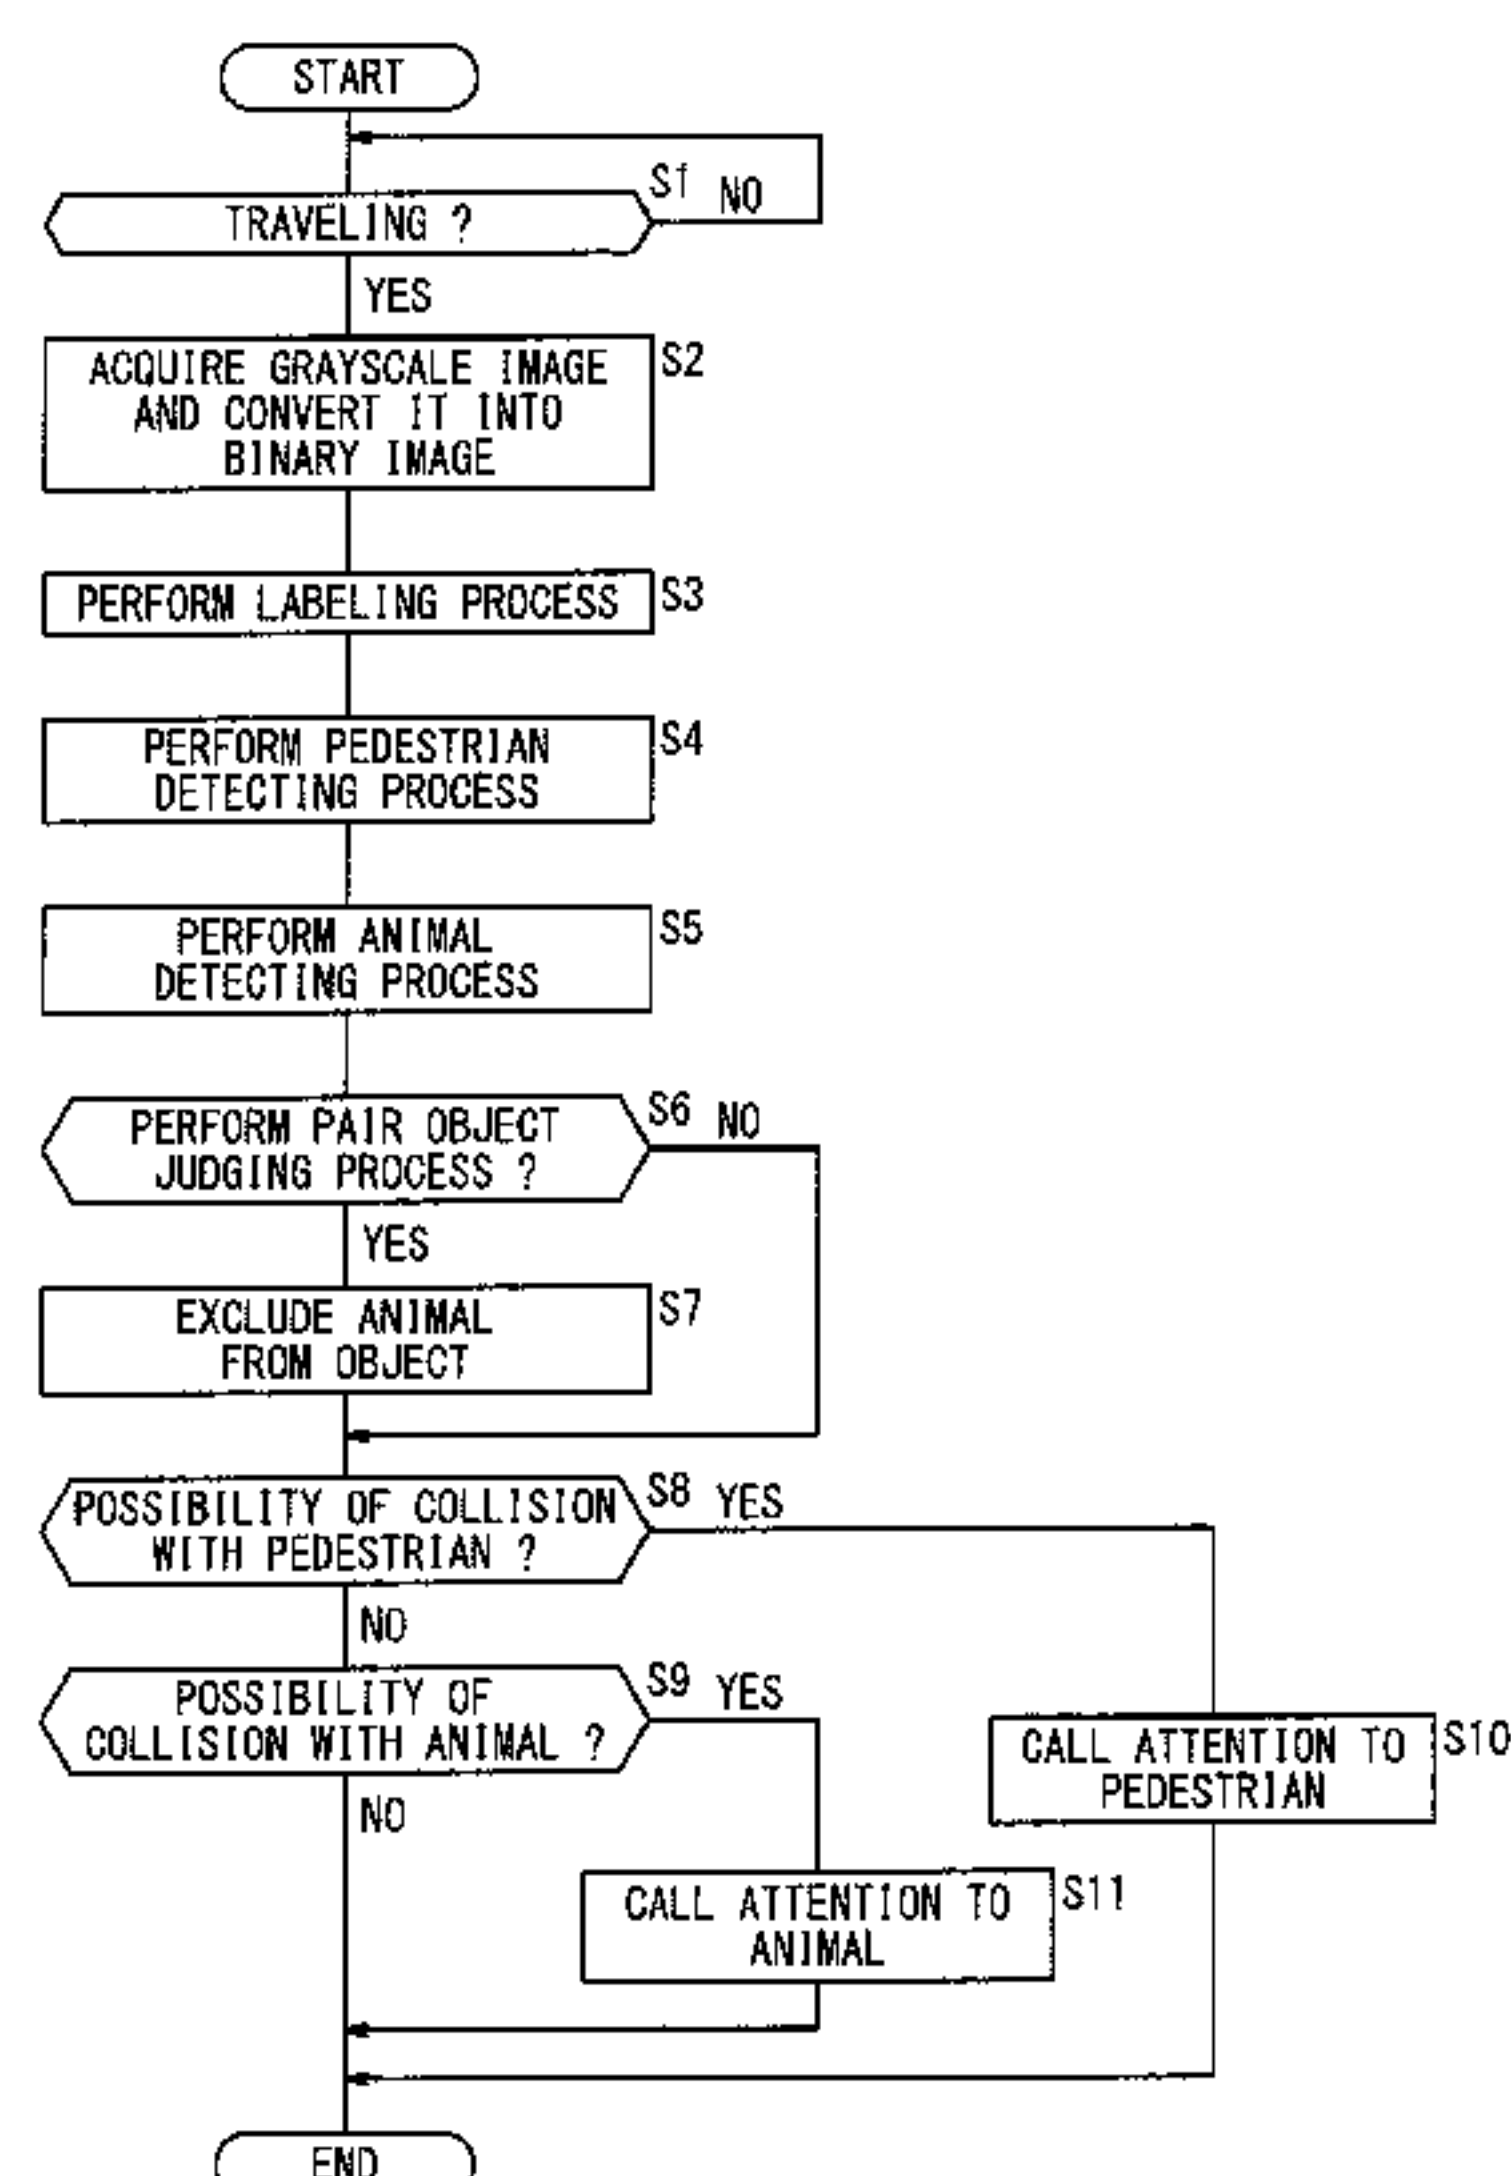 START
S1 NO
TRAVELING ?
YES
ACQUIRE GRAYSCALE IMAGE S2
AND CONVERT IT INTO
BINARY IMAGE
PERFORM LABELING PROCESS S3
PERFORM PEDESTRIAN S4
DETECTING PROCESS
PERFORM ANIMAL S5
DETECTING PROCESS
PERFORM PAIR OBJECT S6 NO
JUDGING PROCESS ?
YES
EXCLUDE ANIMAL S7
FROM OBJECT
POSSIBILITY OF COLLISION S8 YES
WITH PEDESTRIAN ?
NO
POSSIBILITY OF S9 YES
COLLISION WITH ANIMAL ?
CALL ATTENTION TO S10
PEDESTRIAN
NO
CALL ATTENTION TO S11
ANIMAL
END